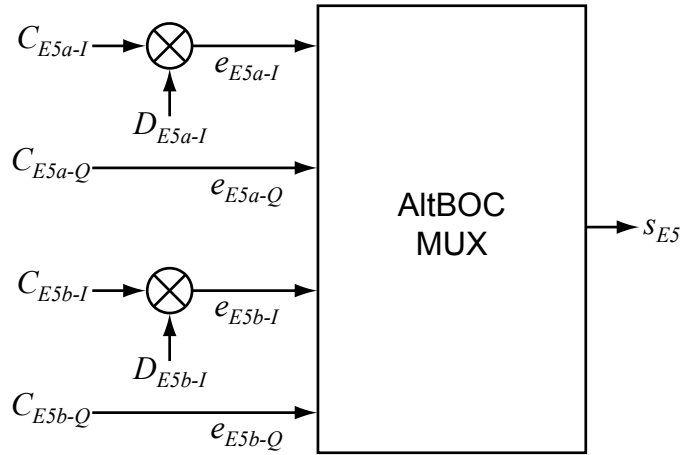 C_{E5a-I}
e_{E5a-I}
D_{E5a-I}
C_{E5a-Q}
e_{E5a-Q}
AltBOC
MUX
s_{E5}
C_{E5b-I}
e_{E5b-I}
D_{E5b-I}
C_{E5b-Q}
e_{E5b-Q}